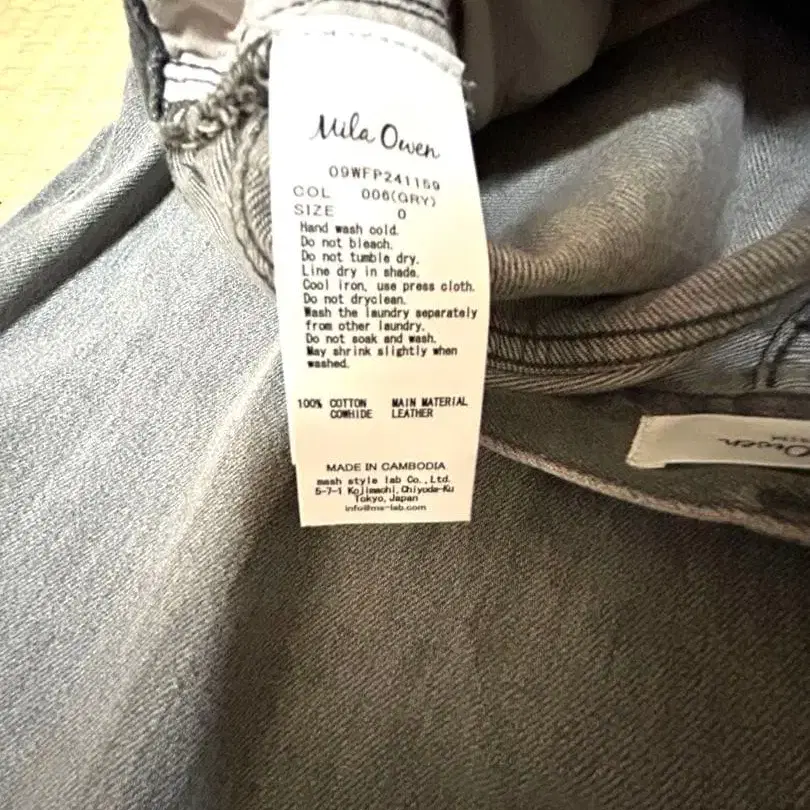 Mila Owen
09WFP241159
COL 006(GRY)
SIZE 0
Hand wash cold.
Do not bleach.
Do not tumble dry.
Line dry in shade.
Cool iron, use press cloth.
Do not dryclean.
Wash the laundry separately
from other laundry.
Do not soak and wash.
May shrink slightly when
washed.
100% COTTON MAIN MATERIAL
COWHIDE LEATHER
MADE IN CAMBODIA
mash style lab Co., Ltd.
5-7-1 Kojimachi, Chiyoda-Ku
Tokyo, Japan
info@ms-lab.com
Owen